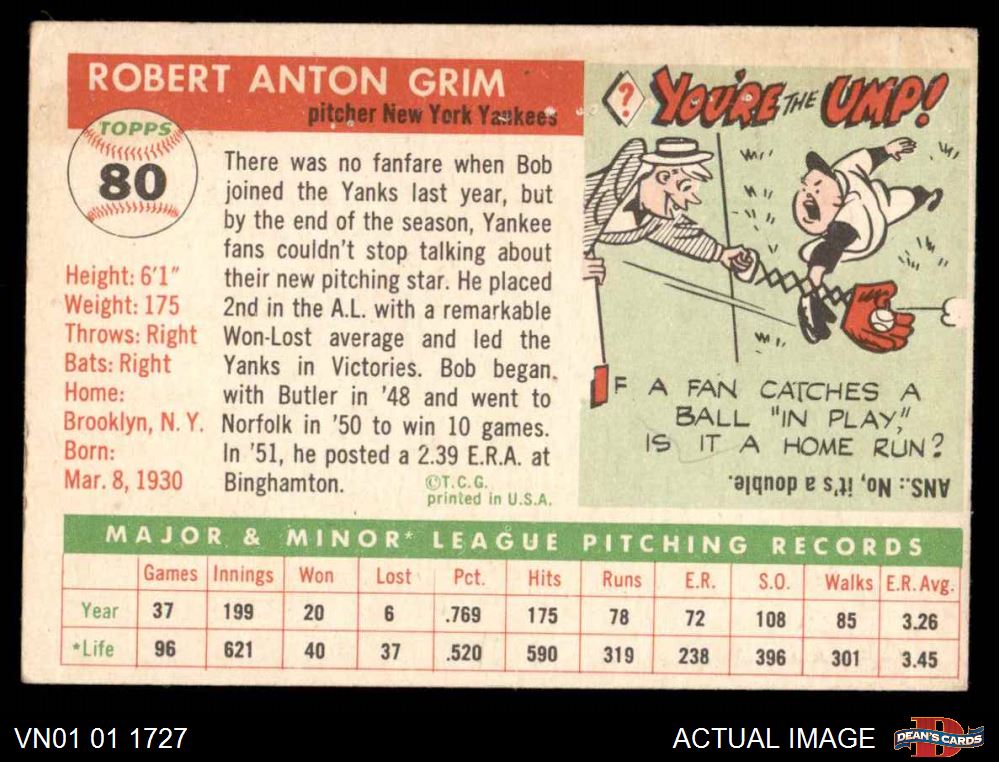 ROBERT ANTON GRIM
pitcher New York Yankees
TOPPS
80
Height: 6'1"
Weight: 175
Throws: Right
Bats: Right
Home:
Brooklyn, N. Y.
Born:
Mar. 8, 1930
There was no fanfare when Bob
joined the Yanks last year, but
by the end of the season, Yankee
fans couldn't stop talking about
their new pitching star. He placed
2nd in the A.L. with a remarkable
Won-Lost average and led the
Yanks in Victories. Bob began
with Butler in '48 and went to
Norfolk in '50 to win 10 games.
In '51, he posted a 2.39 E.R.A. at
Binghamton.
©T.C.G.
printed in U.S.A.
? YOU'RE THE UMP!
IF A FAN CATCHES A
BALL "IN PLAY,"
IS IT A HOME RUN?
ANS.: No, it's a double.
MAJOR & MINOR* LEAGUE PITCHING RECORDS
Games Innings Won Lost Pct. Hits Runs E.R. S.O. Walks E.R. Avg.
Year 37 199 20 6 .769 175 78 72 108 85 3.26
*Life 96 621 40 37 .520 590 319 238 396 301 3.45
VN01 01 1727
ACTUAL IMAGE
D
DEAN'S CARDS